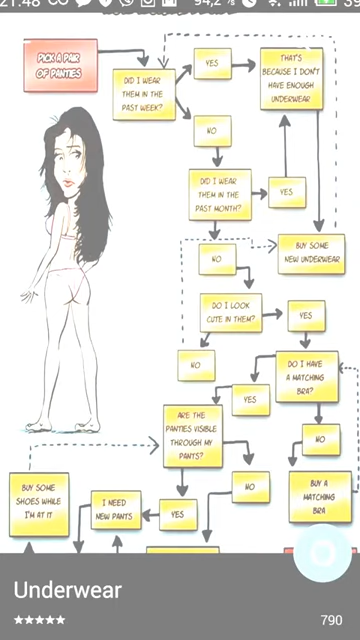 21:48
94,2
PICK A PAIR
OF PANTIES
DID I WEAR
THEM IN THE
PAST WEEK?
YES
THAT'S
BECAUSE I DON'T
HAVE ENOUGH
UNDERWEAR
NO
DID I WEAR
THEM IN THE
PAST MONTH?
YES
NO
BUY SOME
NEW UNDERWEAR
DO I LOOK
CUTE IN THEM?
YES
NO
DO I HAVE
A MATCHING
BRA?
YES
ARE THE
PANTIES VISIBLE
THROUGH MY
PANTS?
NO
BUY SOME
SHOES WHILE
I'M AT IT
I NEED
NEW PANTS
YES
NO
BUY A
MATCHING
BRA
Underwear
790